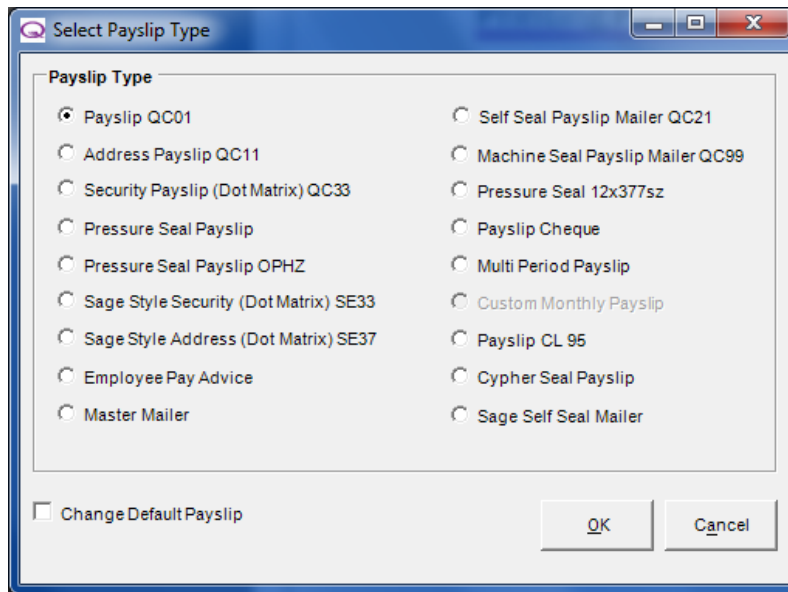 Select Payslip Type
Payslip Type
Payslip QC01
Address Payslip QC11
Security Payslip (Dot Matrix) QC33
Pressure Seal Payslip
Pressure Seal Payslip OPHZ
Sage Style Security (Dot Matrix) SE33
Sage Style Address (Dot Matrix) SE37
Employee Pay Advice
Master Mailer
Self Seal Payslip Mailer QC21
Machine Seal Payslip Mailer QC99
Pressure Seal 12x377sz
Payslip Cheque
Multi Period Payslip
Custom Monthly Payslip
Payslip CL 95
Cypher Seal Payslip
Sage Self Seal Mailer
Change Default Payslip
OK
Cancel